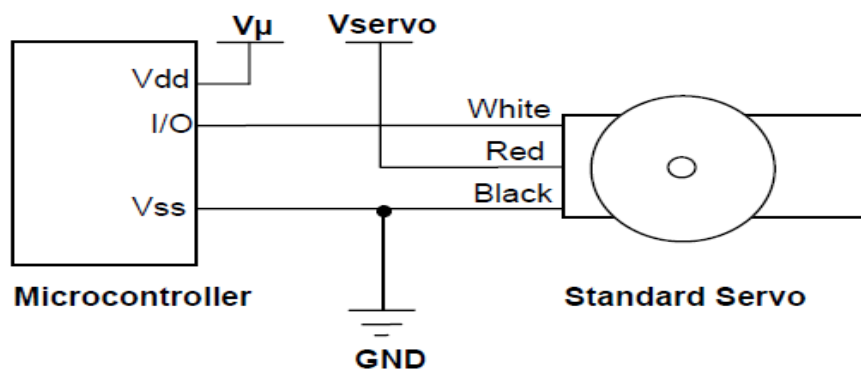 Vµ Vservo
Vdd
I/O White
Red
Vss Black
Microcontroller Standard Servo
GND